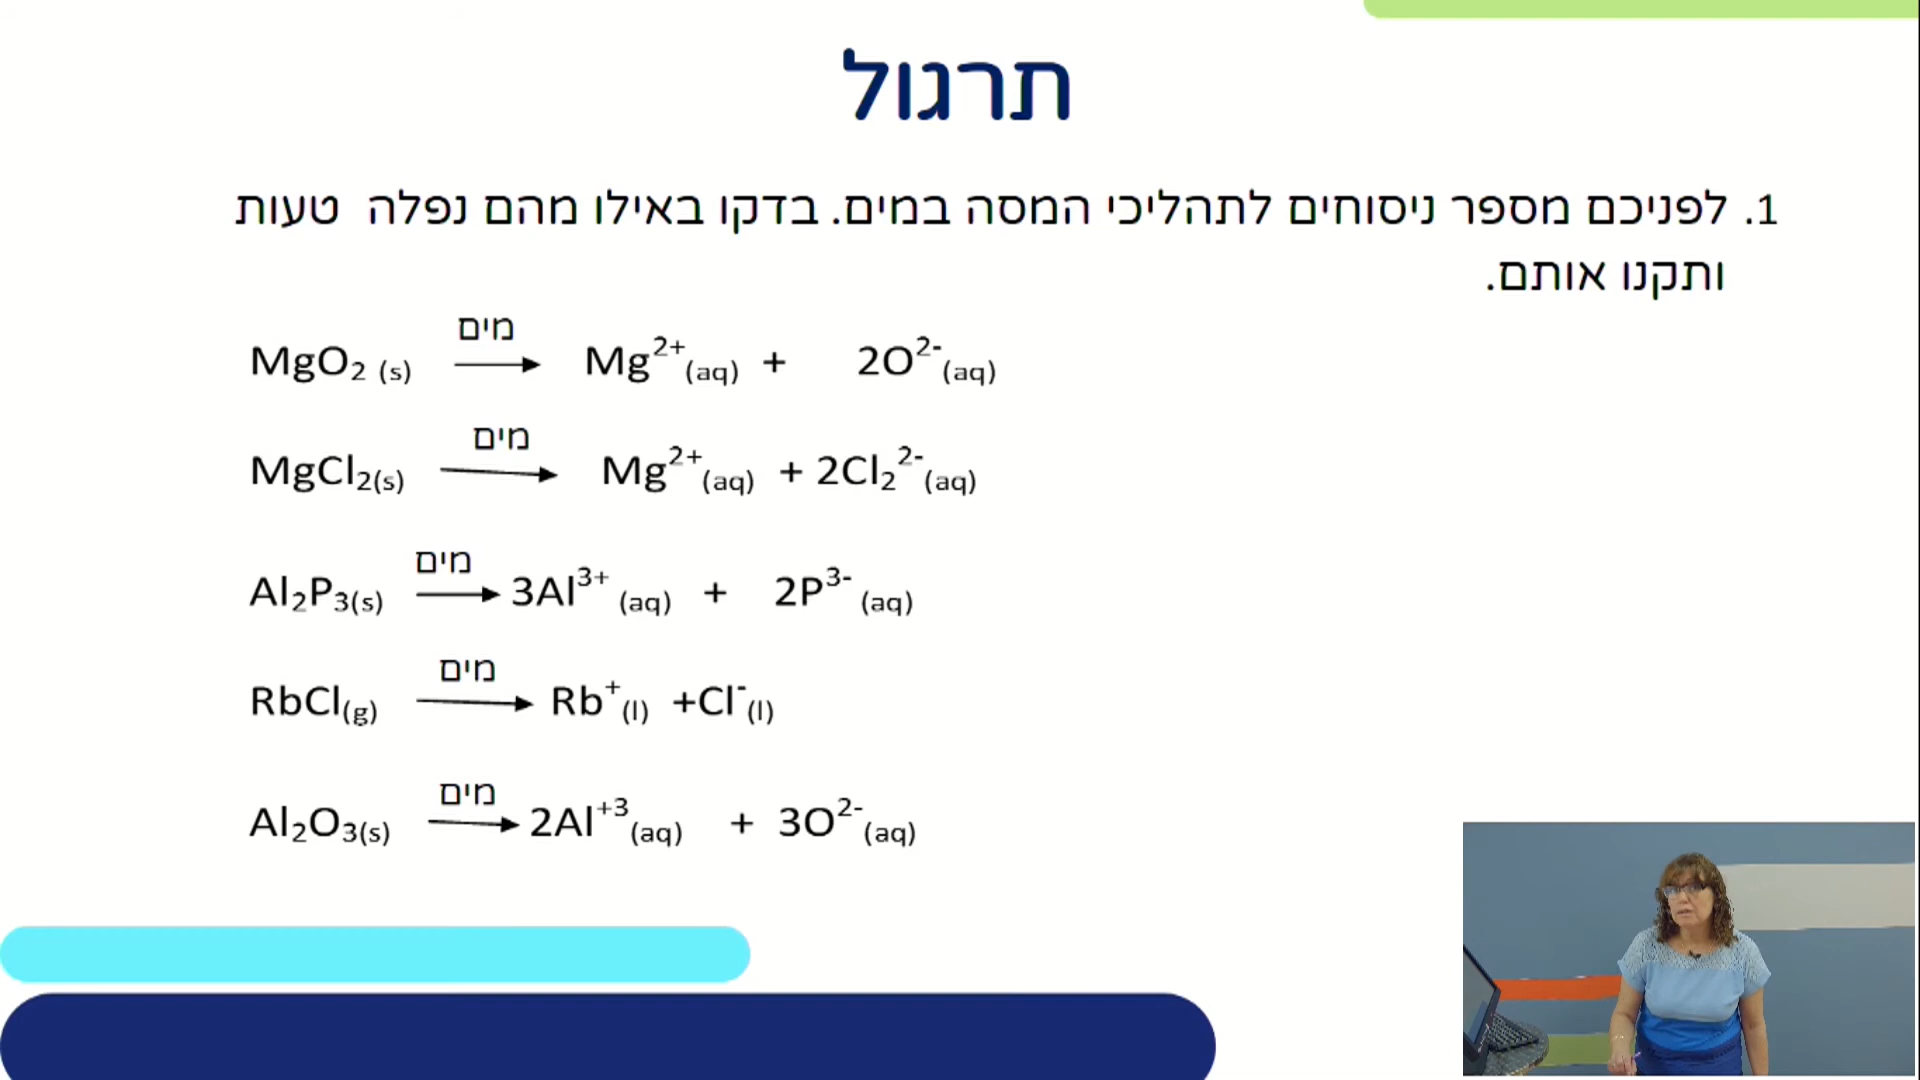 תרגול
1. לפניכם מספר ניסוחים לתהליכי המסה במים. בדקו באילו מהם נפלה טעות
ותקנו אותם.
מים
MgO₂ (s) → Mg²⁺(aq) + 2O²⁻(aq)
מים
MgCl₂(s) → Mg²⁺(aq) + 2Cl₂²⁻(aq)
מים
Al₂P₃(s) → 3Al³⁺ (aq) + 2P³⁻ (aq)
מים
RbCl(g) → Rb⁺(l) +Cl⁻(l)
מים
Al₂O₃(s) → 2Al⁺³(aq) + 3O²⁻(aq)